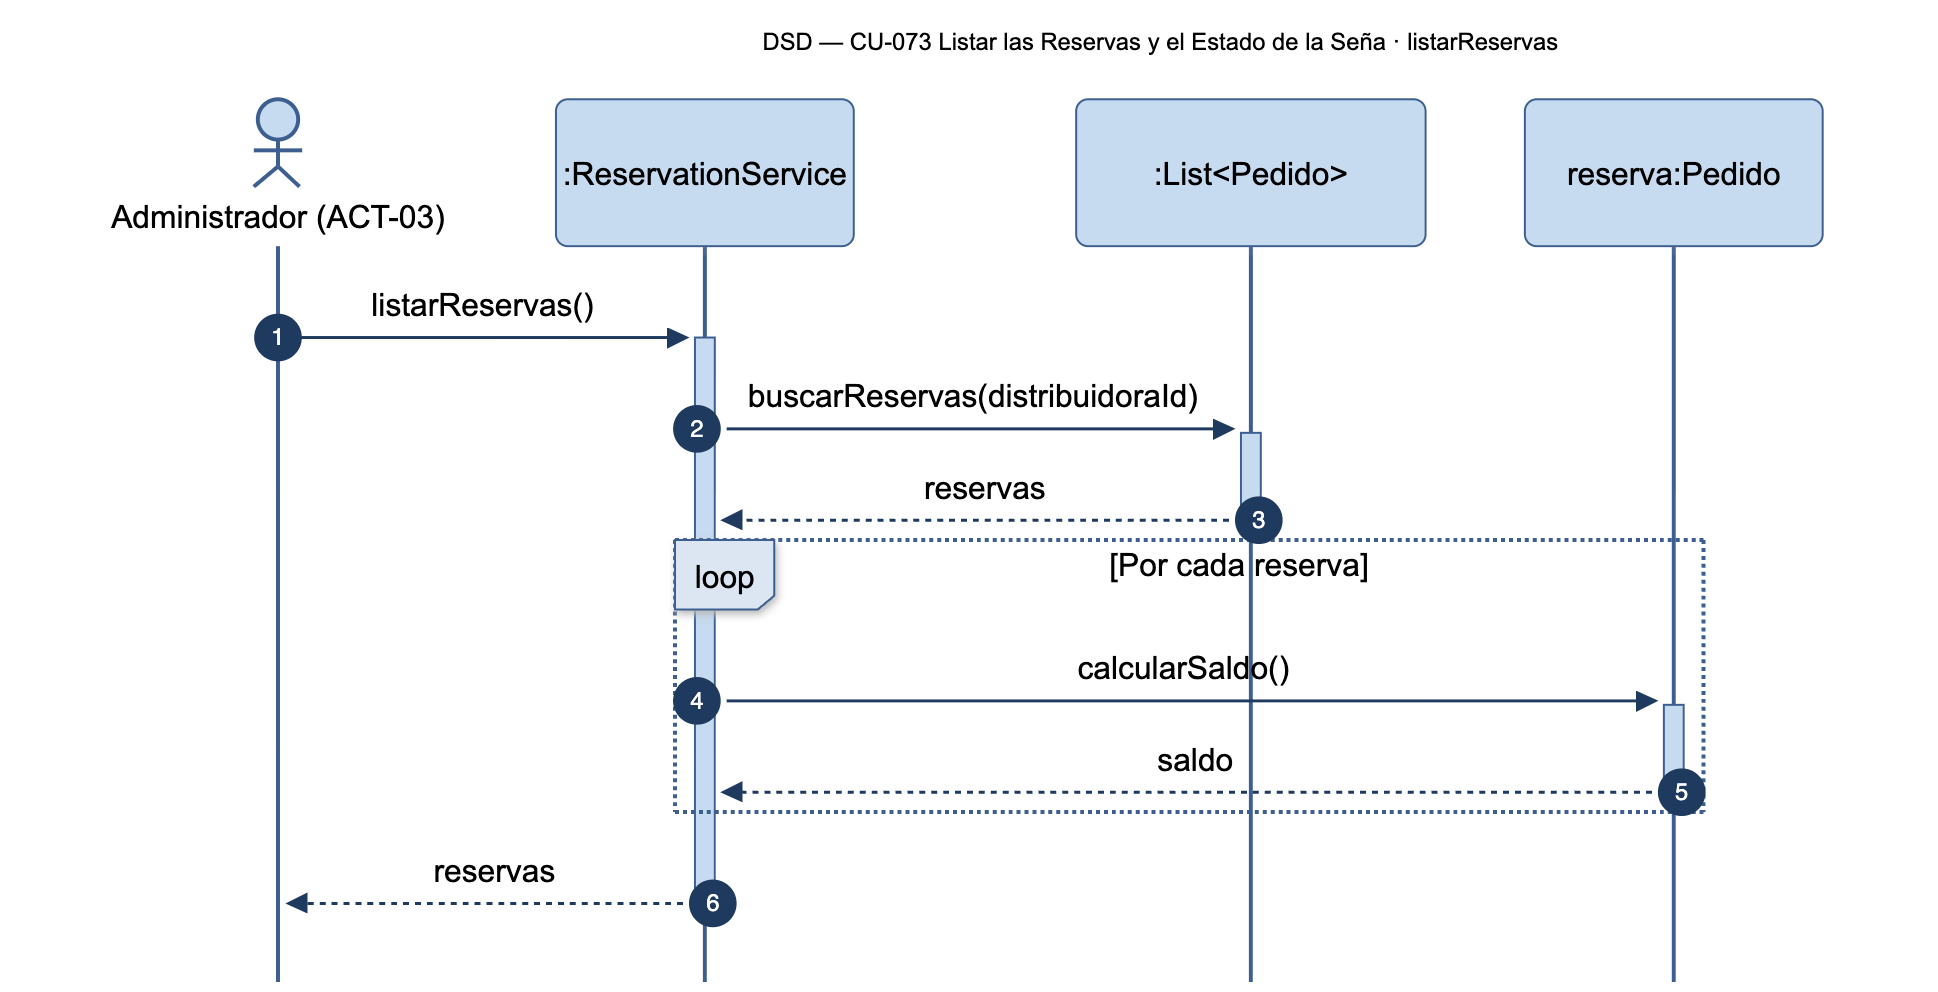 DSD — CU-073 Listar las Reservas y el Estado de la Seña · listarReservas
Administrador (ACT-03)
:ReservationService
:List<Pedido>
reserva:Pedido
listarReservas()
1
buscarReservas(distribuidoraId)
2
reservas
3
loop
[Por cada reserva]
calcularSaldo()
4
saldo
5
reservas
6